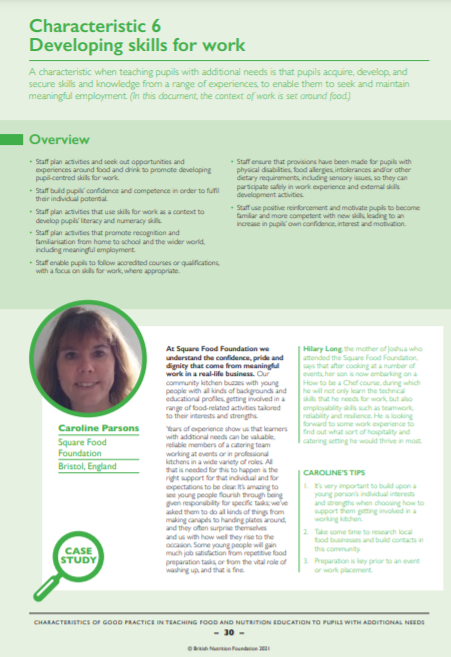 Characteristic 6
Developing skills for work
A characteristic when teaching pupils with additional needs is that pupils acquire, develop, and
secure skills and knowledge from a range of experiences, to enable them to seek and maintain
meaningful employment. (In this document, the context of work is set around food.)
Overview
• Staff plan activities and seek out opportunities and
experiences around food and drink to promote developing
pupil-centred skills for work.
• Staff build pupils' confidence and competence in order to fulfil
their individual potential.
• Staff plan activities that use skills for work as a context to
develop pupils' literacy and numeracy skills.
• Staff plan activities that promote recognition and
familiarisation from home to school and the wider world,
including meaningful employment.
• Staff enable pupils to follow accredited courses or qualifications,
with a focus on skills for work, where appropriate.
• Staff ensure that provisions have been made for pupils with
physical disabilities, food allergies, intolerances and/or other
dietary requirements, including sensory issues, so they can
participate safely in work experience and external skills
development activities.
• Staff use positive reinforcement and motivate pupils to become
familiar and more competent with new skills, leading to an
increase in pupils' own confidence, interest and motivation.
Caroline Parsons
Square Food
Foundation
Bristol, England
CASE
STUDY
At Square Food Foundation we
understand the confidence, pride and
dignity that come from meaningful
work in a real-life business. Our
community kitchen buzzes with young
people with all kinds of backgrounds and
educational profiles, getting involved in a
range of food-related activities tailored
to their interests and strengths.
Years of experience show us that learners
with additional needs can be valuable,
reliable members of a catering team
working at events or in professional
kitchens in a wide variety of roles. All
that is needed for this to happen is the
right support for that individual and for
expectations to be clear. It's amazing to
see young people flourish through being
given responsibility for specific tasks; we've
asked them to do all kinds of things from
making canapés to handing plates around,
and they often surprise themselves
and us with how well they rise to the
occasion. Some young people will gain
much job satisfaction from repetitive food
preparation tasks, or from the vital role of
washing up, and that is fine.
Hilary Long, the mother of Joshua who
attended the Square Food Foundation,
says that after cooking at a number of
events, her son is now embarking on a
How to be a Chef course, during which
he will not only learn the technical
skills that he needs for work, but also
employability skills such as teamwork,
reliability and resilience. He is looking
forward to some work experience to
find out what sort of hospitality and
catering setting he would thrive in most.
CAROLINE'S TIPS
1. It's very important to build upon a
young person's individual interests
and strengths when choosing how to
support them getting involved in a
working kitchen.
2. Take some time to research local
food businesses and build contacts in
this community.
3. Preparation is key prior to an event
or work placement.
CHARACTERISTICS OF GOOD PRACTICE IN TEACHING FOOD AND NUTRITION EDUCATION TO PUPILS WITH ADDITIONAL NEEDS
– 30 –
© British Nutrition Foundation 2021